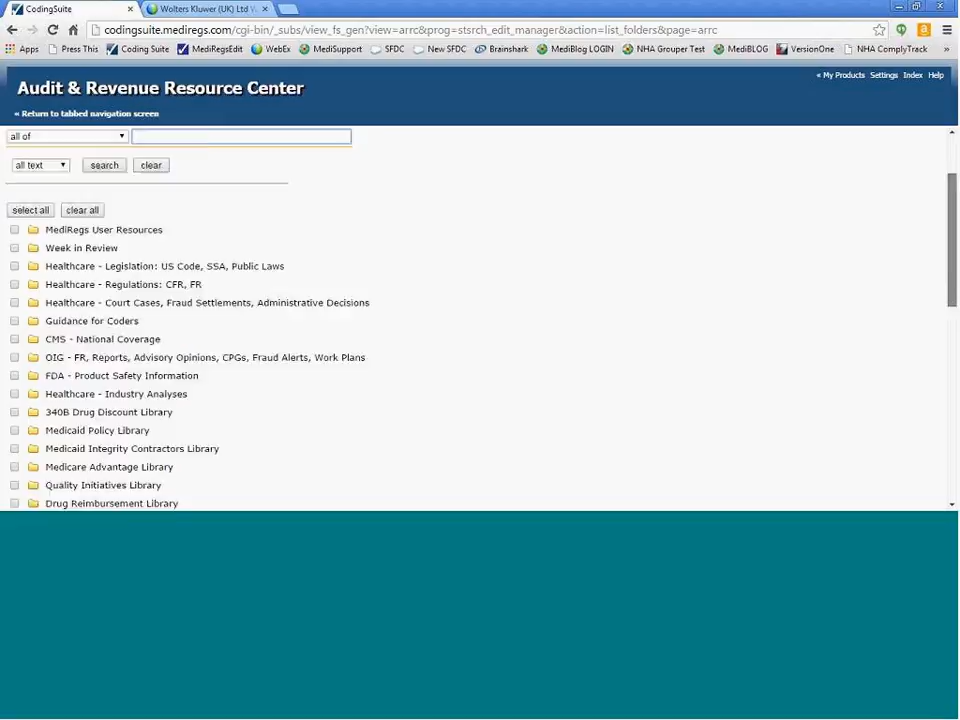 CodingSuite
Wolters Kluwer (UK) Ltd V
codingsuite.mediregs.com/cgi-bin/_subs/view_fs_gen?view=arrc&prog=stsrch_edit_manager&action=list_folders&page=arrc
Apps Press This Coding Suite MediRegsEdit WebEx MediSupport SFDC New SFDC Brainshark MediBlog LOGIN NHA Grouper Test MediBLOG VersionOne NHA ComplyTrack »
« My Products Settings Index Help
Audit & Revenue Resource Center
« Return to tabbed navigation screen
all of
all text search clear
select all clear all
MediRegs User Resources
Week in Review
Healthcare - Legislation: US Code, SSA, Public Laws
Healthcare - Regulations: CFR, FR
Healthcare - Court Cases, Fraud Settlements, Administrative Decisions
Guidance for Coders
CMS - National Coverage
OIG - FR, Reports, Advisory Opinions, CPGs, Fraud Alerts, Work Plans
FDA - Product Safety Information
Healthcare - Industry Analyses
340B Drug Discount Library
Medicaid Policy Library
Medicaid Integrity Contractors Library
Medicare Advantage Library
Quality Initiatives Library
Drug Reimbursement Library